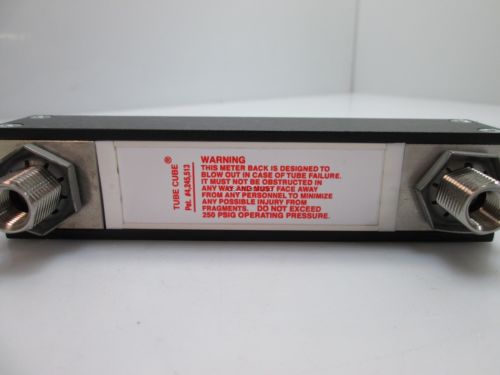 TUBE CUBE®
Pat. #4,245,513
WARNING
THIS METER BACK IS DESIGNED TO
BLOW OUT IN CASE OF TUBE FAILURE.
IT MUST NOT BE OBSTRUCTED IN
ANY WAY AND MUST FACE AWAY
FROM ANY PERSONNEL TO MINIMIZE
ANY POSSIBLE INJURY FROM
FRAGMENTS. DO NOT EXCEED
250 PSIG OPERATING PRESSURE.